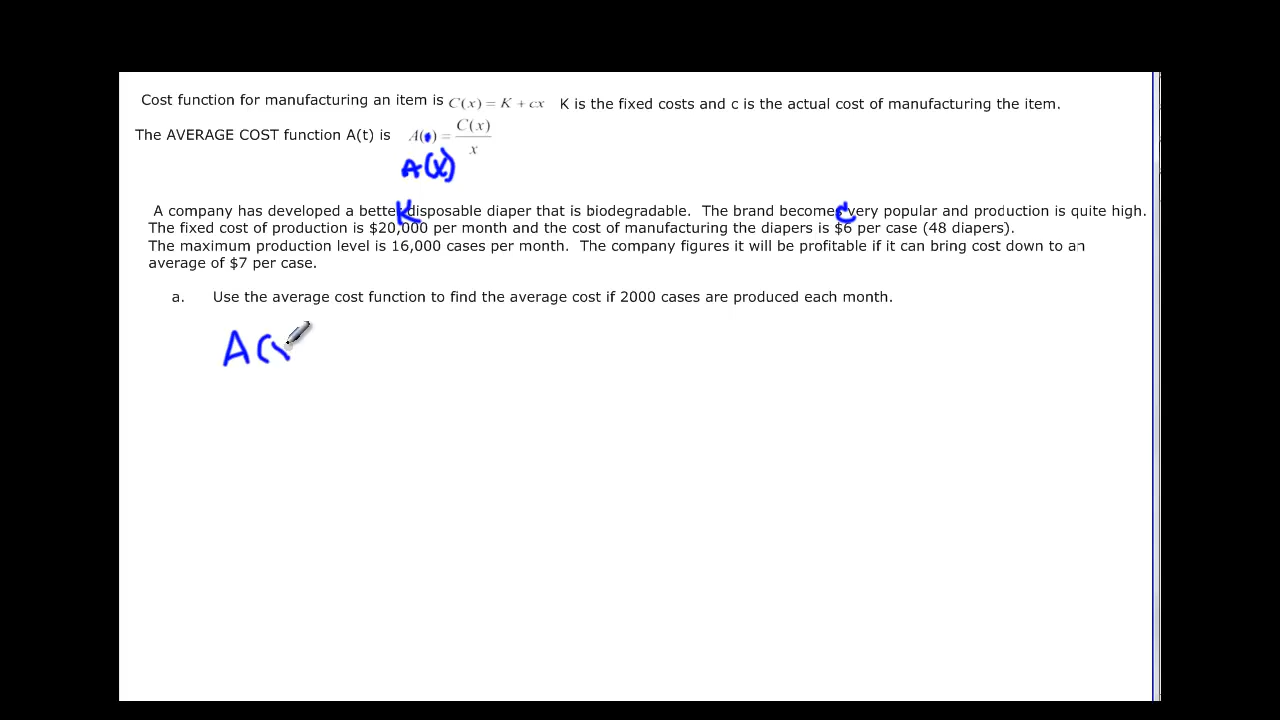 Cost function for manufacturing an item is C(x) = K + cx K is the fixed costs and c is the actual cost of manufacturing the item.
The AVERAGE COST function A(t) is A( ) = C(x)/x
A(x)
K c
A company has developed a better disposable diaper that is biodegradable. The brand becomes very popular and production is quite high.
The fixed cost of production is $20,000 per month and the cost of manufacturing the diapers is $6 per case (48 diapers).
The maximum production level is 16,000 cases per month. The company figures it will be profitable if it can bring cost down to an
average of $7 per case.
a. Use the average cost function to find the average cost if 2000 cases are produced each month.
A(